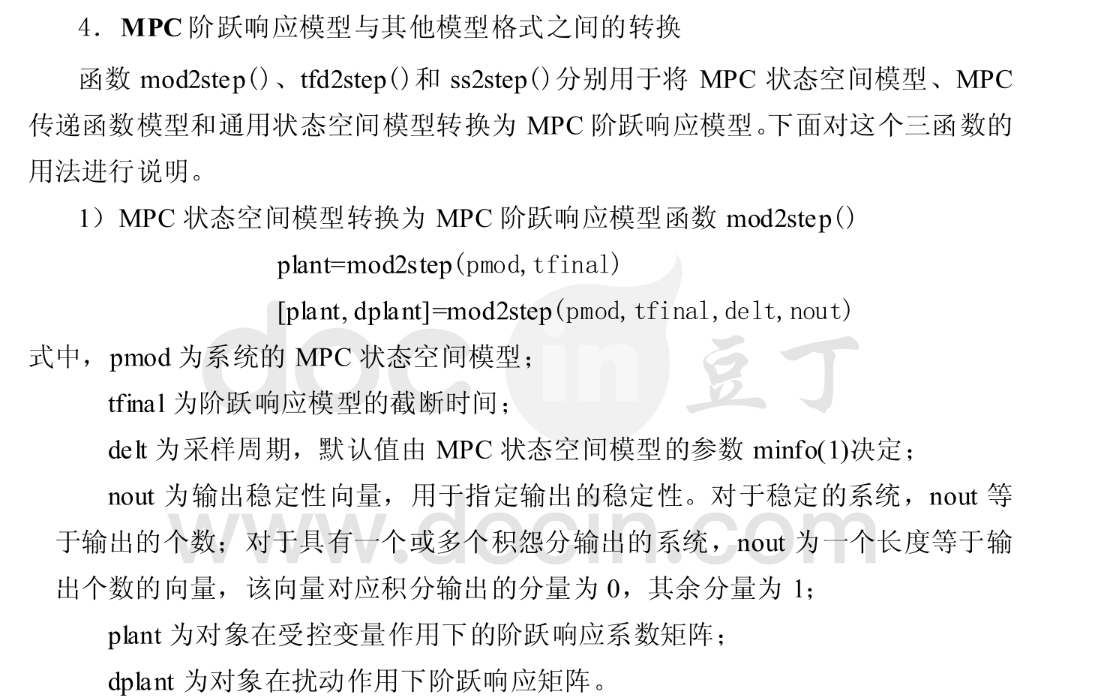 4．MPC 阶跃响应模型与其他模型格式之间的转换
函数 mod2step()、tfd2step()和 ss2step()分别用于将 MPC 状态空间模型、MPC
传递函数模型和通用状态空间模型转换为 MPC 阶跃响应模型。下面对这个三函数的
用法进行说明。
1）MPC 状态空间模型转换为 MPC 阶跃响应模型函数 mod2step()
plant=mod2step(pmod,tfinal)
[plant, dplant]=mod2step(pmod,tfinal,delt,nout)
式中，pmod 为系统的 MPC 状态空间模型；
tfinal 为阶跃响应模型的截断时间；
delt 为采样周期，默认值由 MPC 状态空间模型的参数 minfo(1)决定；
nout 为输出稳定性向量，用于指定输出的稳定性。对于稳定的系统，nout 等
于输出的个数；对于具有一个或多个积怨分输出的系统，nout 为一个长度等于输
出个数的向量，该向量对应积分输出的分量为 0，其余分量为 1；
plant 为对象在受控变量作用下的阶跃响应系数矩阵；
dplant 为对象在扰动作用下阶跃响应矩阵。
docin 豆丁
www.docin.com